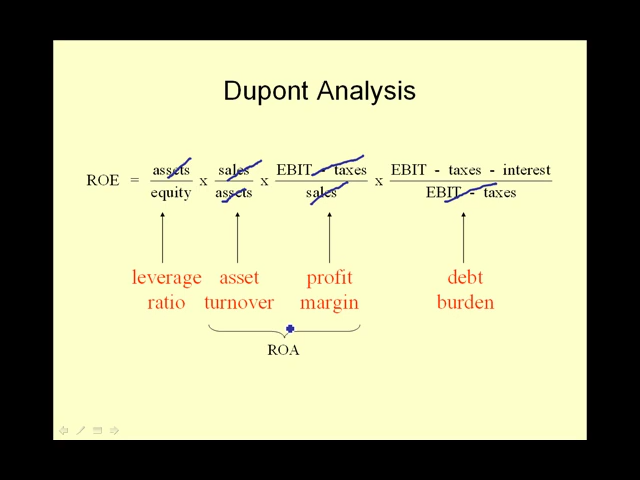 Dupont Analysis
ROE = assets/equity x sales/assets x EBIT - taxes/sales x EBIT - taxes - interest/EBIT - taxes
leverage ratio
asset turnover
profit margin
debt burden
ROA